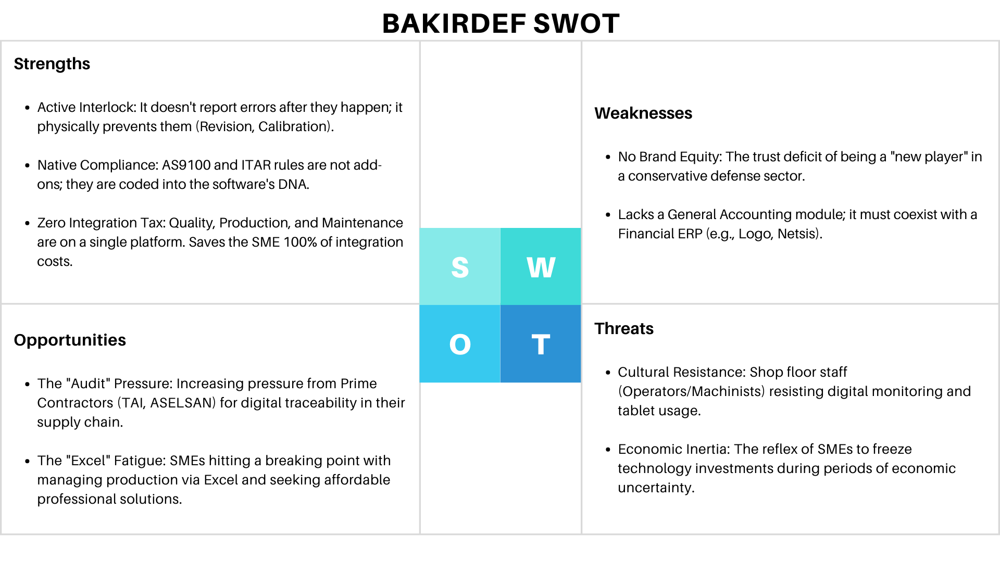 BAKIRDEF SWOT
Strengths
• Active Interlock: It doesn't report errors after they happen; it
physically prevents them (Revision, Calibration).
• Native Compliance: AS9100 and ITAR rules are not add-
ons; they are coded into the software's DNA.
• Zero Integration Tax: Quality, Production, and Maintenance
are on a single platform. Saves the SME 100% of integration
costs.
Weaknesses
• No Brand Equity: The trust deficit of being a "new player" in
a conservative defense sector.
• Lacks a General Accounting module; it must coexist with a
Financial ERP (e.g., Logo, Netsis).
S
W
O
T
Opportunities
• The "Audit" Pressure: Increasing pressure from Prime
Contractors (TAI, ASELSAN) for digital traceability in their
supply chain.
• The "Excel" Fatigue: SMEs hitting a breaking point with
managing production via Excel and seeking affordable
professional solutions.
Threats
• Cultural Resistance: Shop floor staff
(Operators/Machinists) resisting digital monitoring and
tablet usage.
• Economic Inertia: The reflex of SMEs to freeze
technology investments during periods of economic
uncertainty.